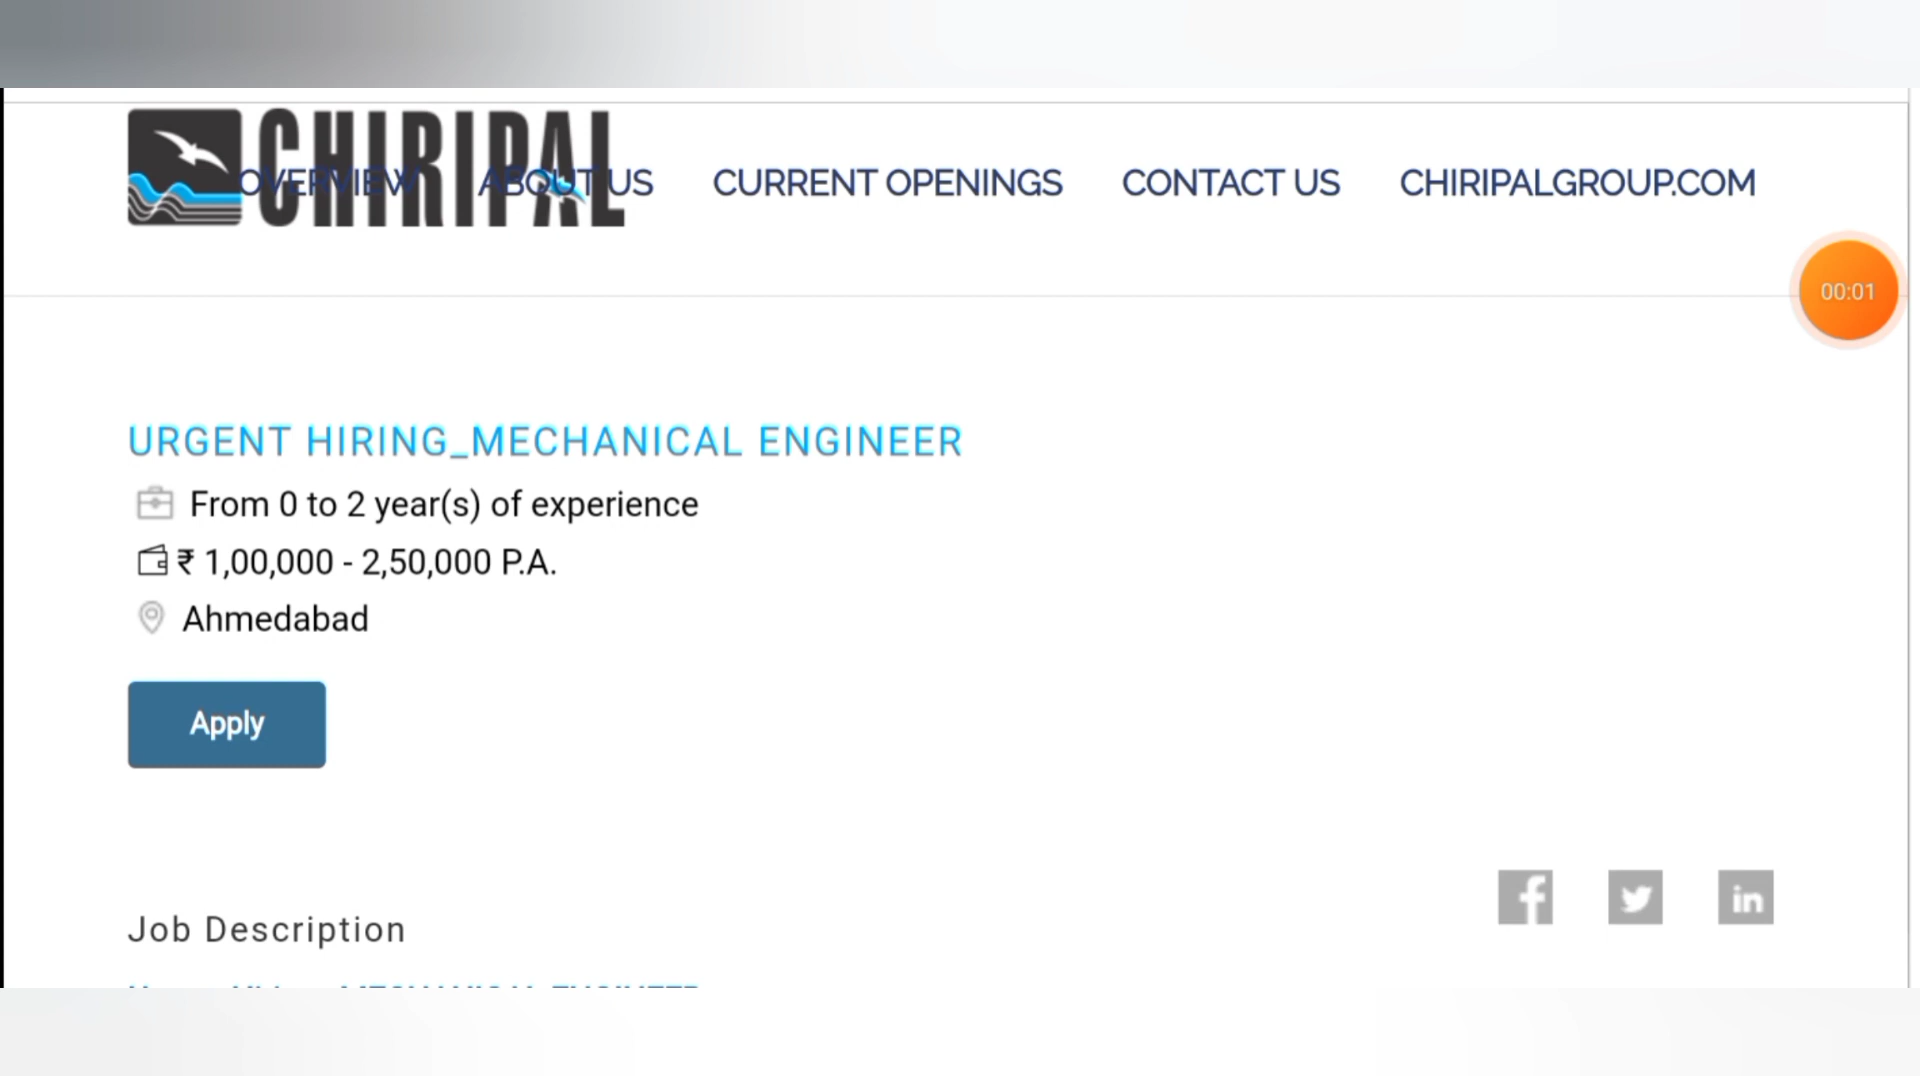 CHIRIPAL
OVERVIEW ABOUT US CURRENT OPENINGS CONTACT US CHIRIPALGROUP.COM
00:01
URGENT HIRING_MECHANICAL ENGINEER
From 0 to 2 year(s) of experience
₹ 1,00,000 - 2,50,000 P.A.
Ahmedabad
Apply
Job Description